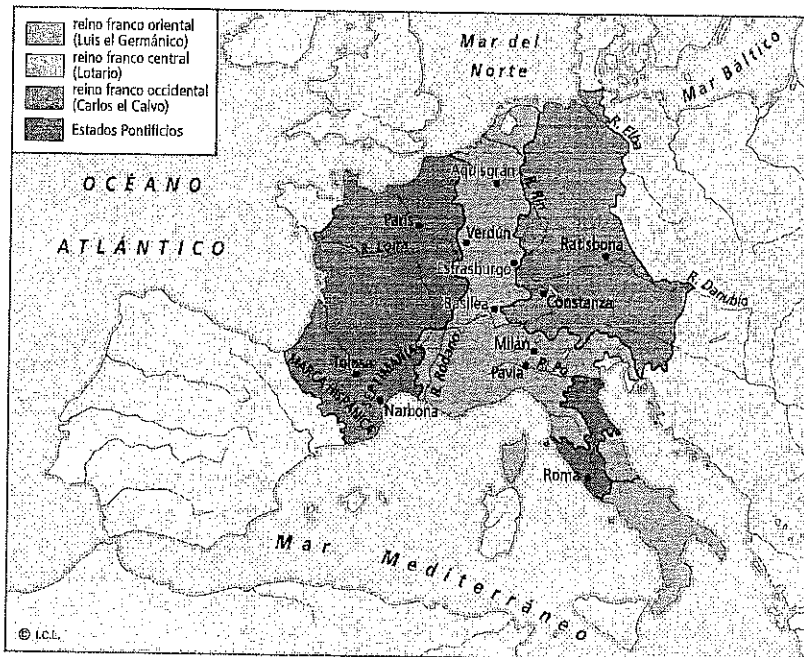 reino franco oriental
(Luis el Germánico)
reino franco central
(Lotario)
reino franco occidental
(Carlos el Calvo)
Estados Pontificios
Mar del
Norte
Mar Báltico
OCÉANO
ATLÁNTICO
R. Elba
Aquisgrán
R. Rin
París
R. Loira
Verdún
Ratisbona
Estrasburgo
R. Danubio
Basilea
Constanza
Milán
Tolosa
R. Ródano
Pavía
R. Po
MARCA HISPÁNICA
SEPTIMANIA
Narbona
Roma
Mar Mediterráneo
© I.C.L.